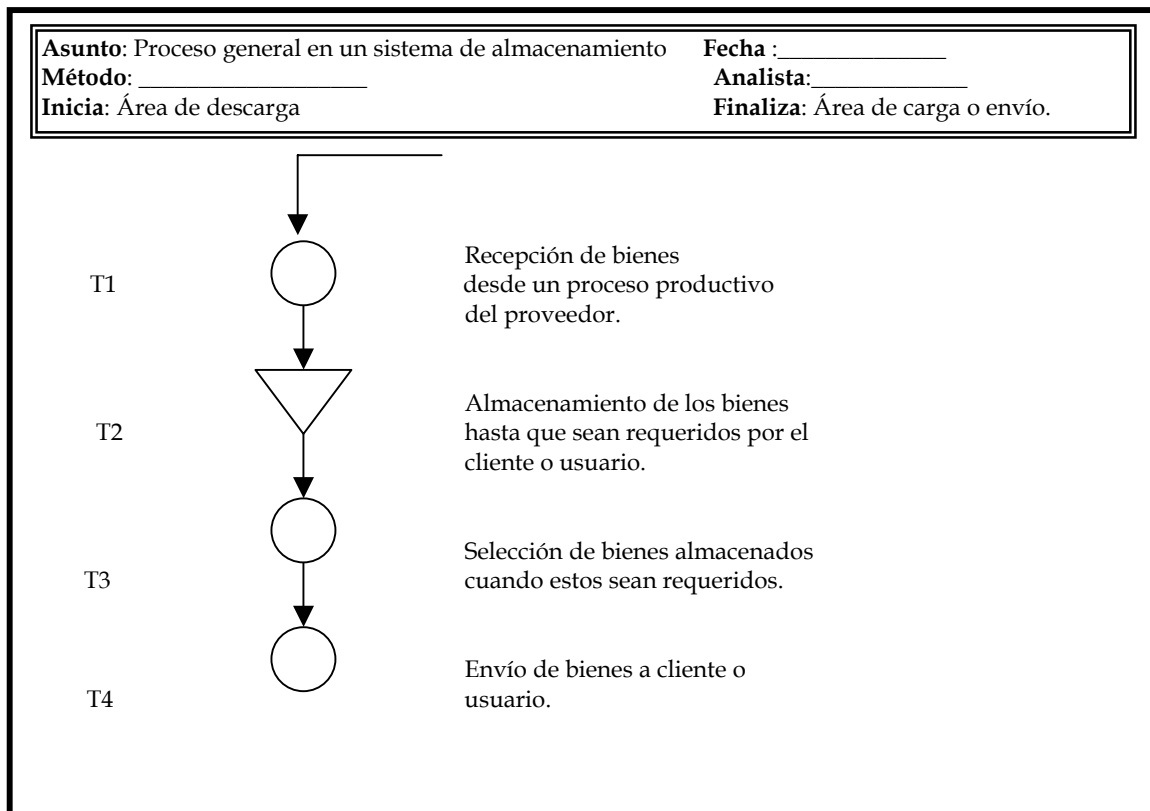 Asunto: Proceso general en un sistema de almacenamiento Fecha :______________
Método: ___________________ Analista:_____________
Inicia: Área de descarga Finaliza: Área de carga o envío.
T1
Recepción de bienes
desde un proceso productivo
del proveedor.
T2
Almacenamiento de los bienes
hasta que sean requeridos por el
cliente o usuario.
T3
Selección de bienes almacenados
cuando estos sean requeridos.
T4
Envío de bienes a cliente o
usuario.